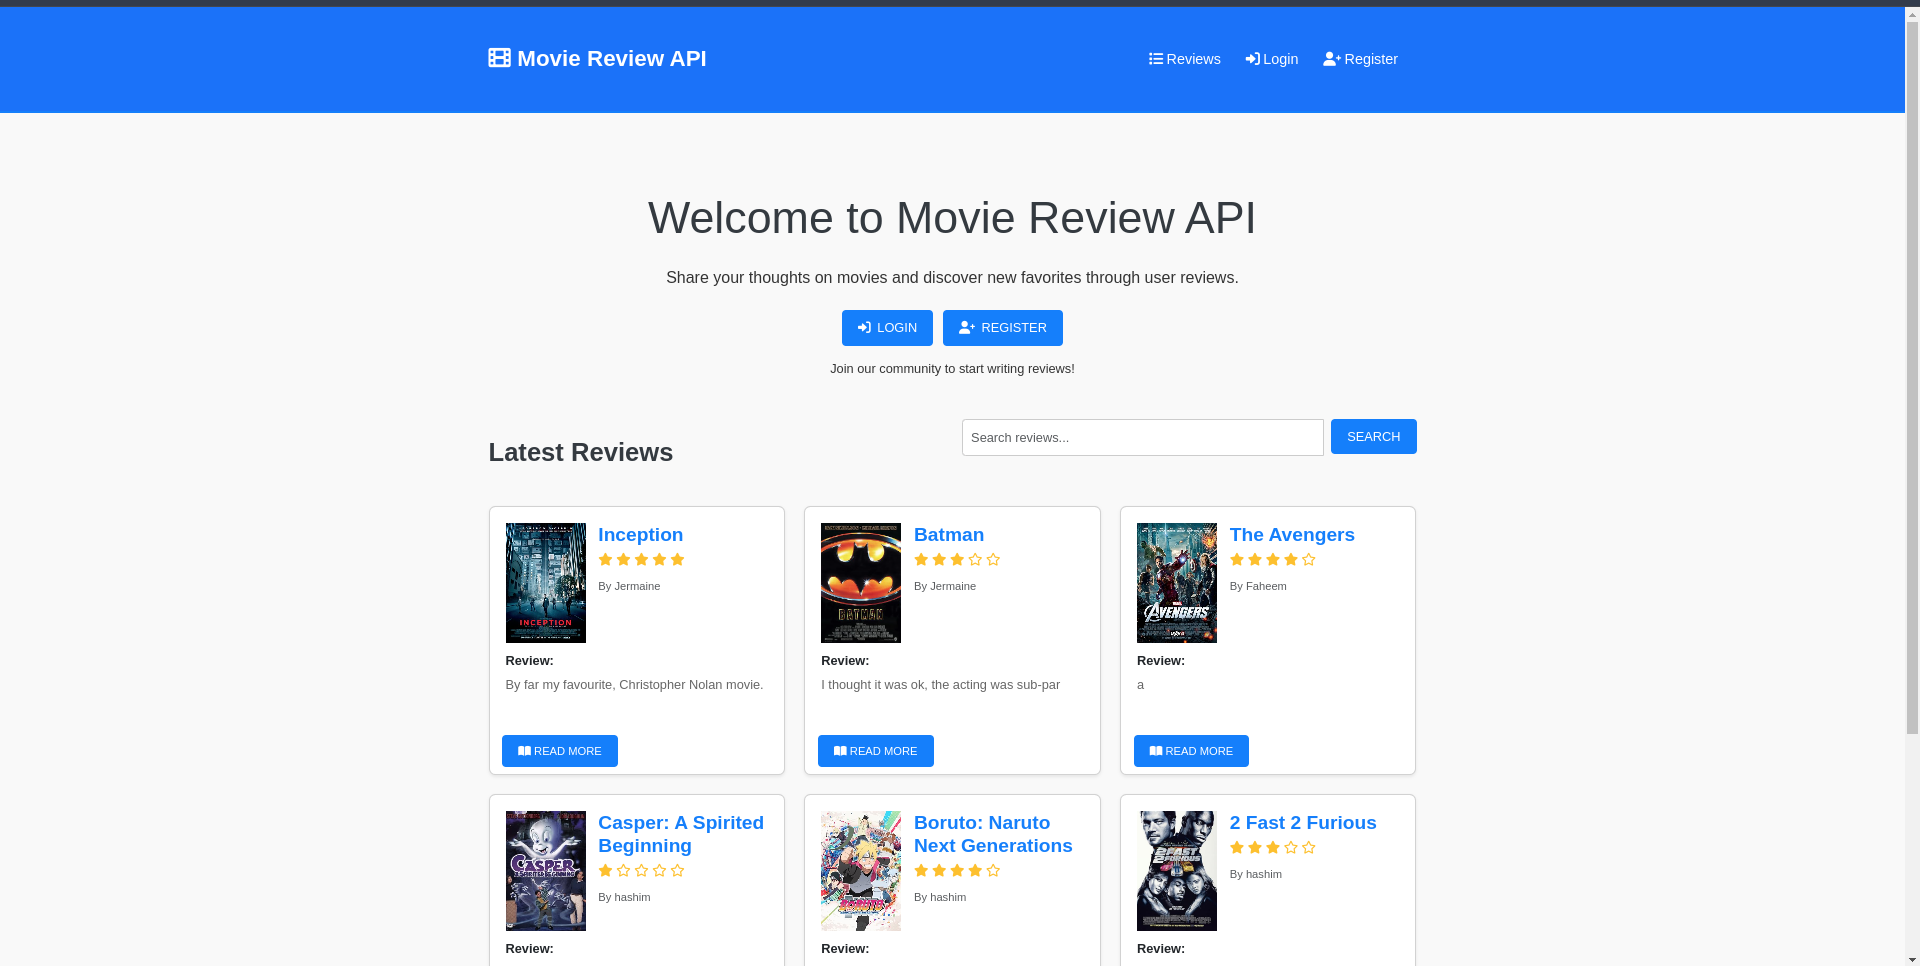 Movie Review API
Reviews Login Register
Welcome to Movie Review API
Share your thoughts on movies and discover new favorites through user reviews.
LOGIN REGISTER
Join our community to start writing reviews!
Latest Reviews
Search reviews...
SEARCH
INCEPTION
Inception
By Jermaine
Review:
By far my favourite, Christopher Nolan movie.
READ MORE
BATMAN
Batman
By Jermaine
Review:
I thought it was ok, the acting was sub-par
READ MORE
AVENGERS
The Avengers
By Faheem
Review:
a
READ MORE
CASPER
Casper: A Spirited
Beginning
By hashim
Review:
BORUTO
Boruto: Naruto
Next Generations
By hashim
Review:
2 FAST
2 FURIOUS
2 Fast 2 Furious
By hashim
Review: